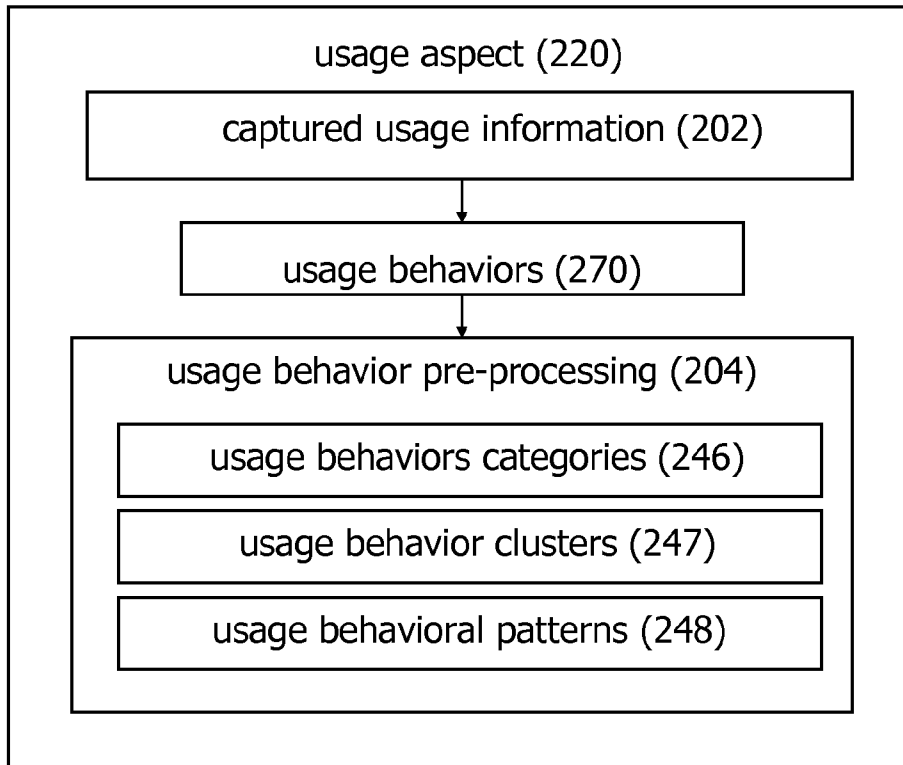 usage aspect (220)
captured usage information (202)
usage behaviors (270)
usage behavior pre-processing (204)
usage behaviors categories (246)
usage behavior clusters (247)
usage behavioral patterns (248)